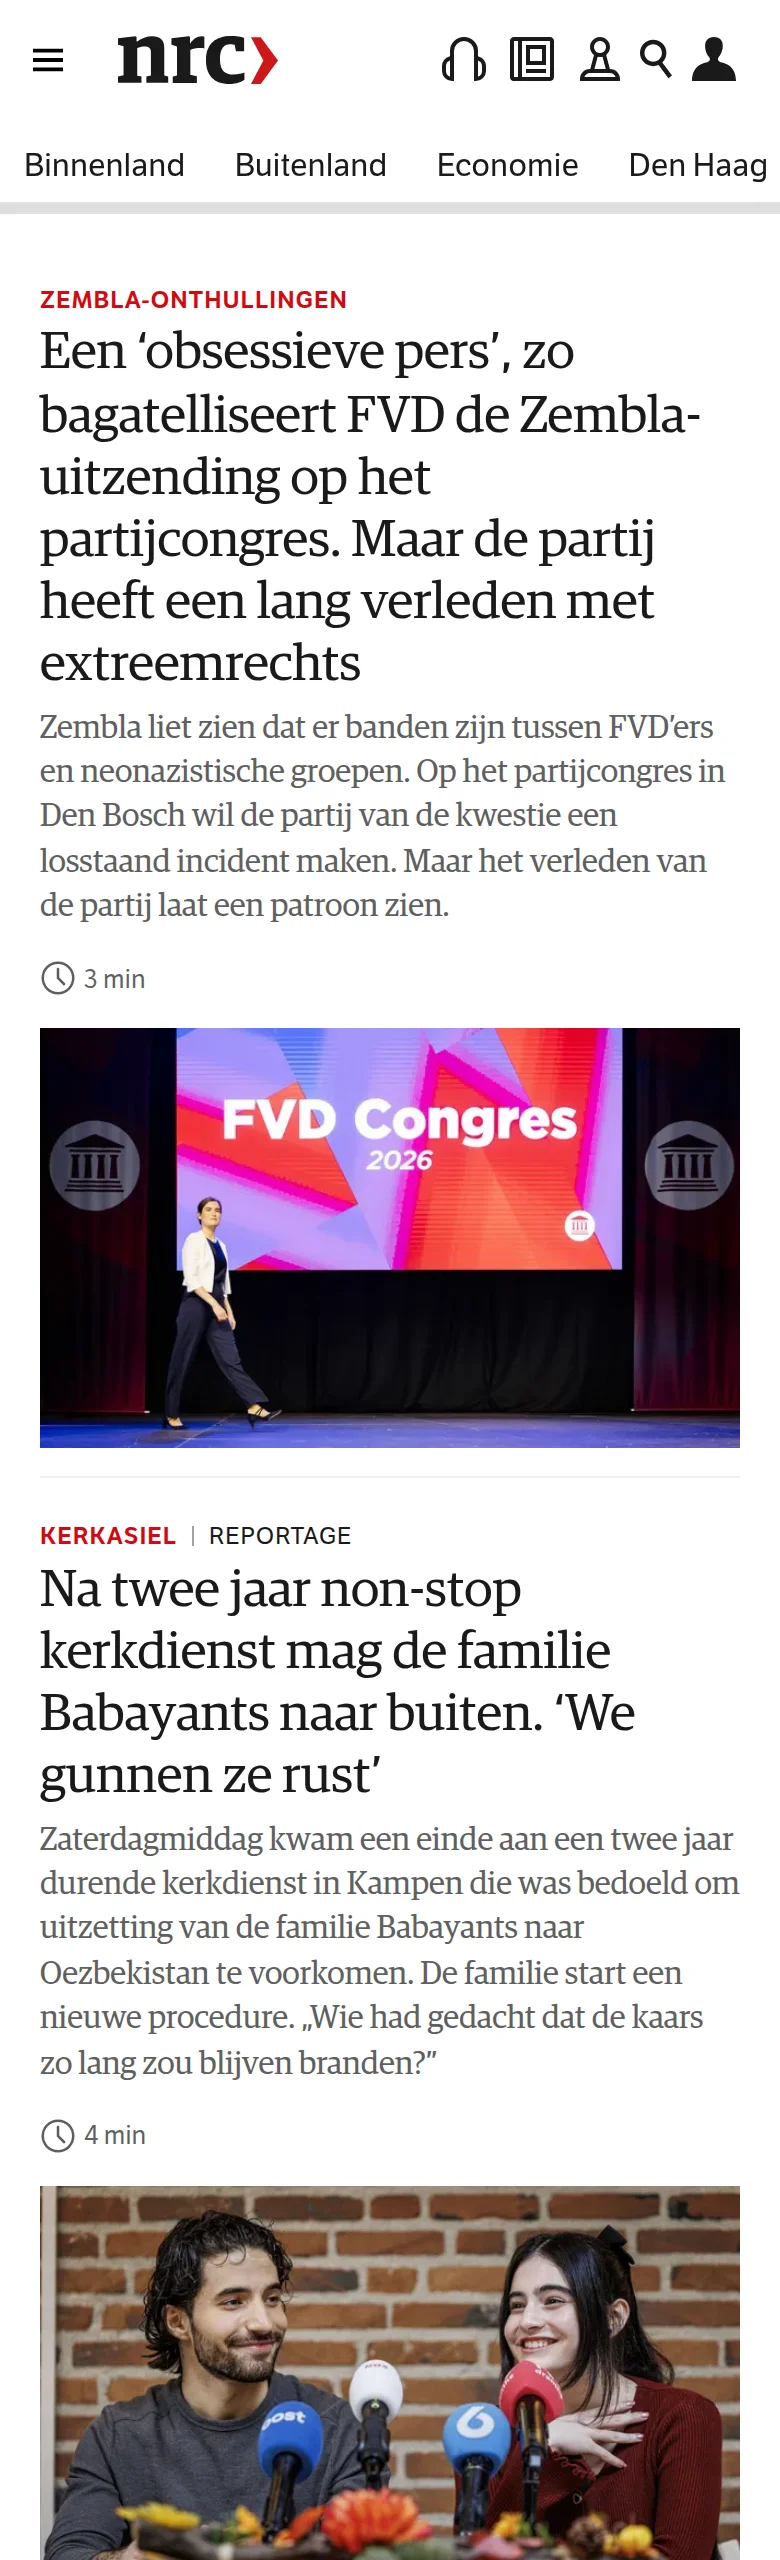 nrc
Binnenland Buitenland Economie Den Haag
ZEMBLA-ONTHULLINGEN
Een ‘obsessieve pers’, zo
bagatelliseert FVD de Zembla-
uitzending op het
partijcongres. Maar de partij
heeft een lang verleden met
extreemrechts
Zembla liet zien dat er banden zijn tussen FVD’ers
en neonazistische groepen. Op het partijcongres in
Den Bosch wil de partij van de kwestie een
losstaand incident maken. Maar het verleden van
de partij laat een patroon zien.
3 min
FVD Congres
2026
KERKASIEL | REPORTAGE
Na twee jaar non-stop
kerkdienst mag de familie
Babayants naar buiten. ‘We
gunnen ze rust’
Zaterdagmiddag kwam een einde aan een twee jaar
durende kerkdienst in Kampen die was bedoeld om
uitzetting van de familie Babayants naar
Oezbekistan te voorkomen. De familie start een
nieuwe procedure. „Wie had gedacht dat de kaars
zo lang zou blijven branden?”
4 min
oost
6